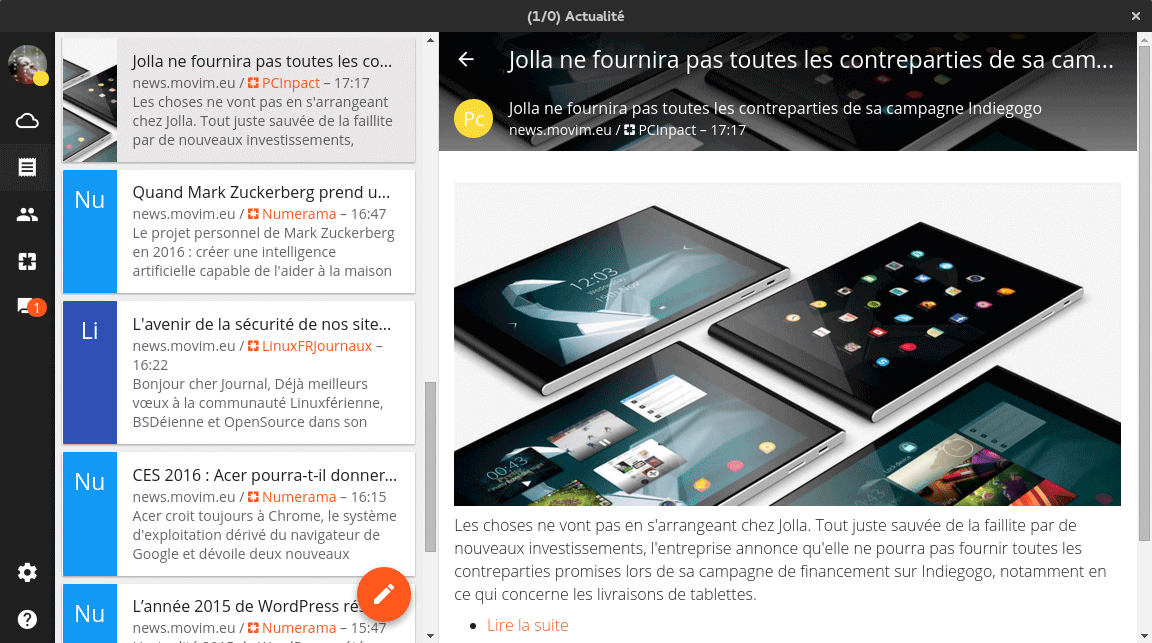 (1/0) Actualité
Jolla ne fournira pas toutes les co...
news.movim.eu / PCInpact – 17:17
Les choses ne vont pas en s'arrangeant
chez Jolla. Tout juste sauvée de la faillite
par de nouveaux investissements,
Nu
Quand Mark Zuckerberg prend u...
news.movim.eu / Numerama – 16:47
Le projet personnel de Mark Zuckerberg
en 2016 : créer une intelligence
artificielle capable de l'aider à la maison
Li
L'avenir de la sécurité de nos site...
news.movim.eu / LinuxFRJournaux –
16:22
Bonjour cher Journal, Déjà meilleurs
vœux à la communauté Linuxférienne,
BSDéienne et OpenSource dans son
Nu
CES 2016 : Acer pourra-t-il donner...
news.movim.eu / Numerama – 16:15
Acer croit toujours à Chrome, le système
d'exploitation dérivé du navigateur de
Google et dévoile deux nouveaux
Nu
L’année 2015 de WordPress rés
news.movim.eu / Numerama – 15:47
1
Jolla ne fournira pas toutes les contreparties de sa cam...
Pc
Jolla ne fournira pas toutes les contreparties de sa campagne Indiegogo
news.movim.eu / PCInpact – 17:17
12:03
00:43
00:43
Les choses ne vont pas en s'arrangeant chez Jolla. Tout juste sauvée de la faillite par de
nouveaux investissements, l'entreprise annonce qu'elle ne pourra pas fournir toutes les
contreparties promises lors de sa campagne de financement sur Indiegogo, notamment en
ce qui concerne les livraisons de tablettes.
Lire la suite